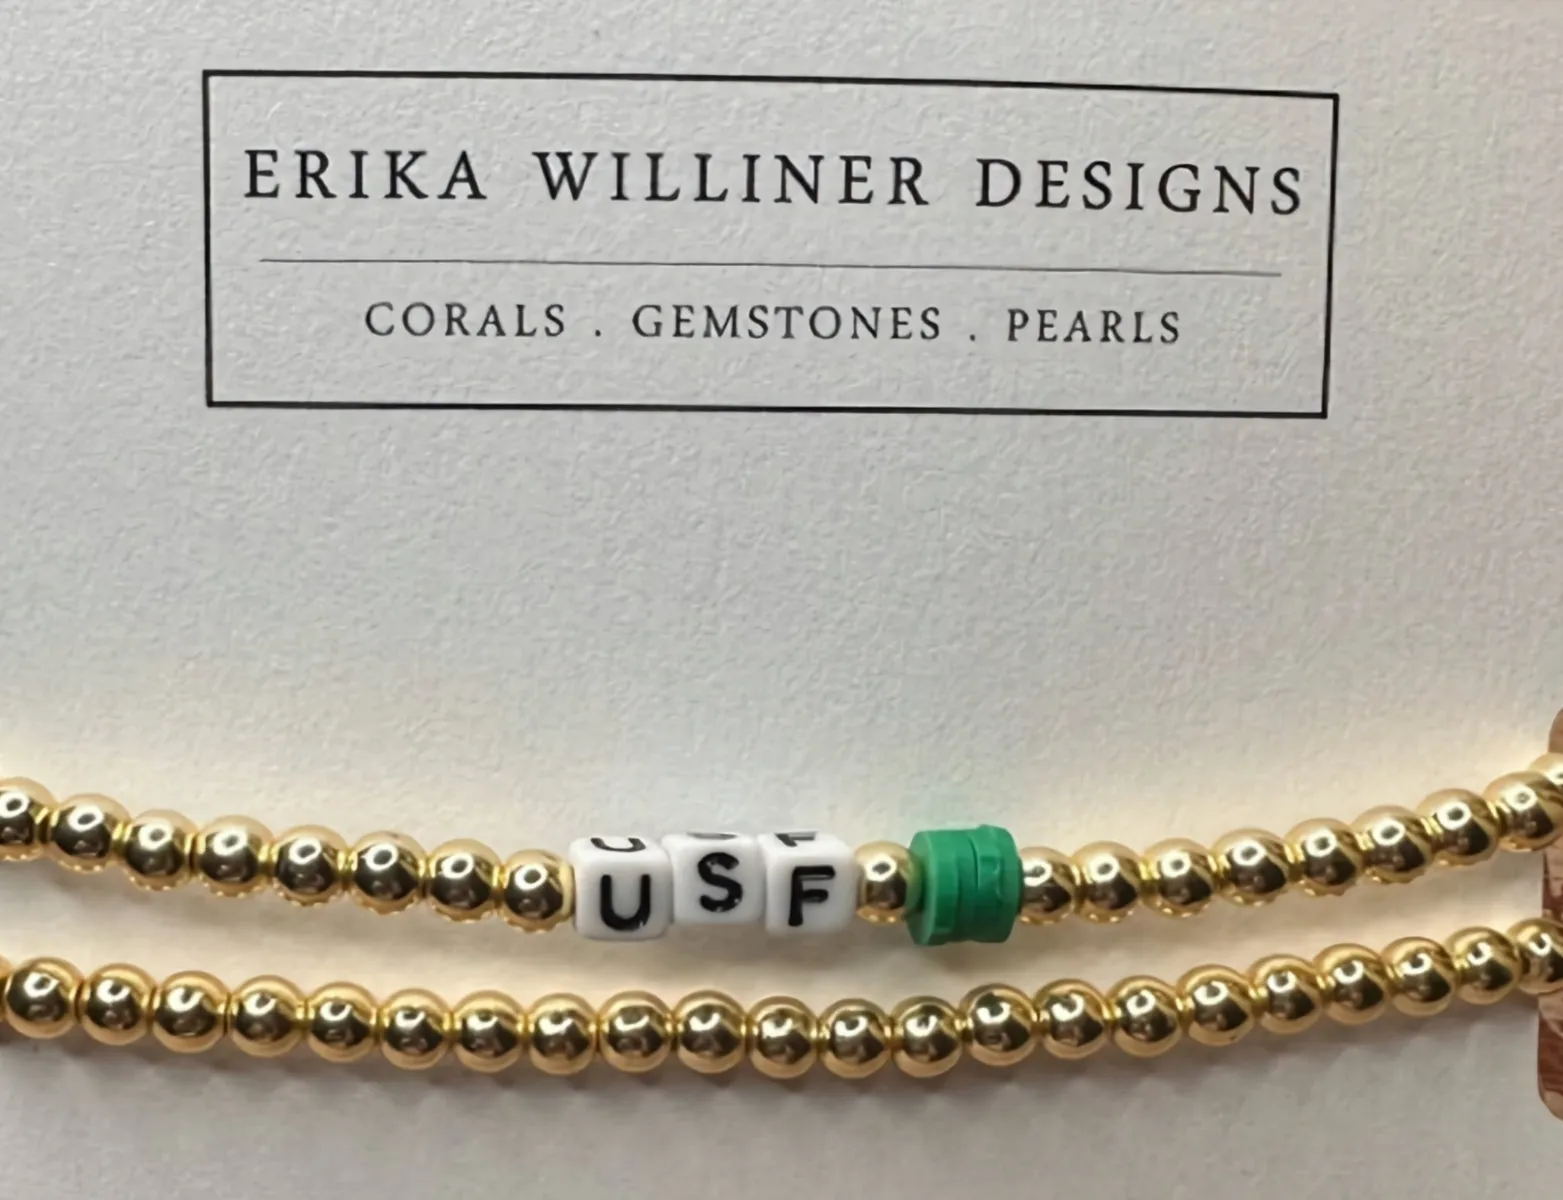 ERIKA WILLINER DESIGNS
CORALS . GEMSTONES . PEARLS
USF